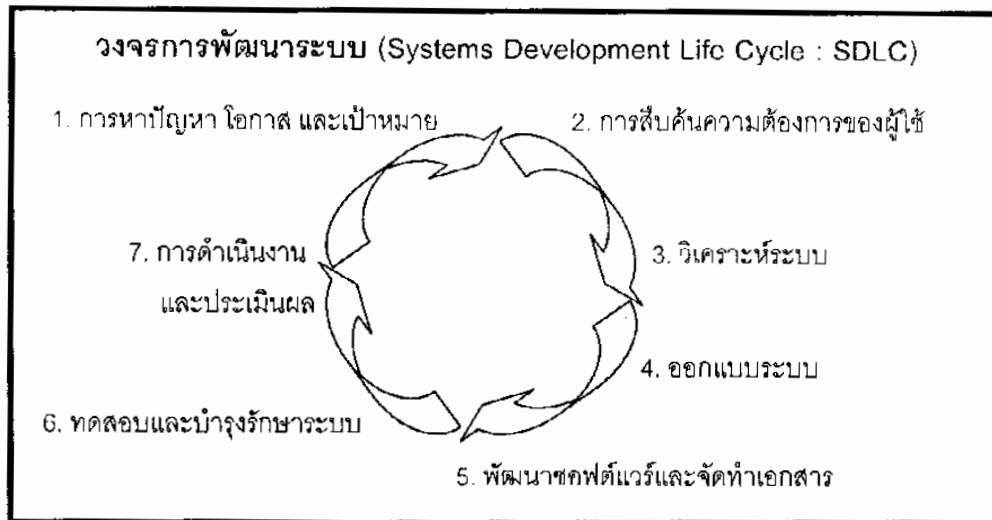 วงจรการพัฒนาระบบ (Systems Development Life Cycle : SDLC)
1. การหาปัญหา โอกาส และเป้าหมาย
2. การสืบค้นความต้องการของผู้ใช้
7. การดำเนินงาน
และประเมินผล
3. วิเคราะห์ระบบ
4. ออกแบบระบบ
6. ทดสอบและบำรุงรักษาระบบ
5. พัฒนาซอฟต์แวร์และจัดทำเอกสาร